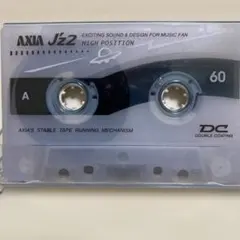 AXIA J'z2 EXCITING SOUND & DESIGN FOR MUSIC FAN
HIGH POSITION
A
60
AXIA'S STABLE TAPE RUNNING MECHANISM
DC
DOUBLE COATING